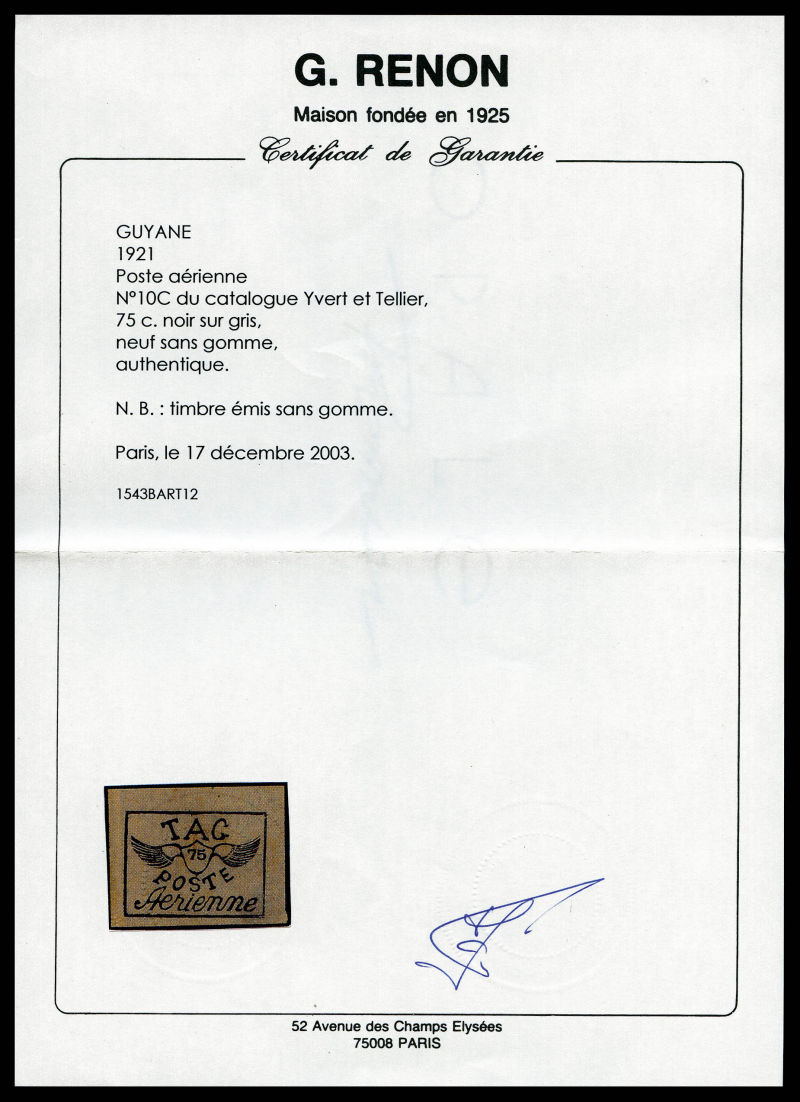 G. RENON
Maison fondée en 1925
Certificat de Garantie
GUYANE
1921
Poste aérienne
N°10C du catalogue Yvert et Tellier,
75 c. noir sur gris,
neuf sans gomme,
authentique.
N. B. : timbre émis sans gomme.
Paris, le 17 décembre 2003.
1543BART12
TAG
75
POSTE
Aérienne
52 Avenue des Champs Elysées
75008 PARIS